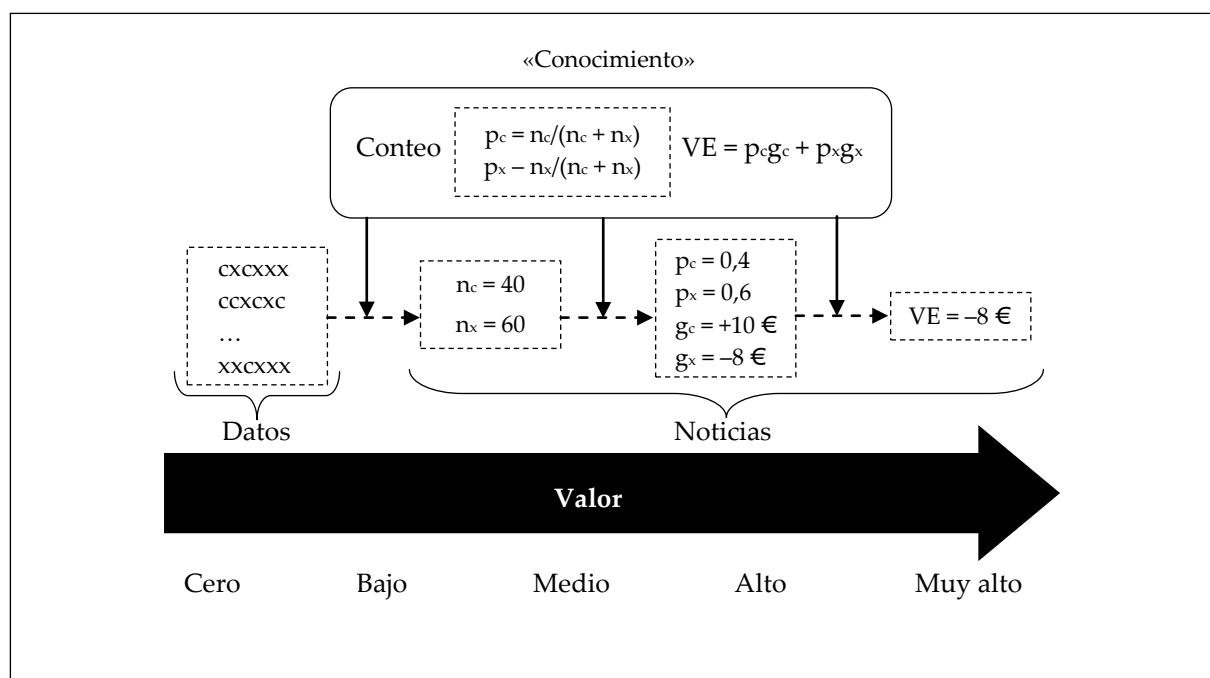 «Conocimiento»
Conteo
pc = nc/(nc + nx)
px – nx/(nc + nx)
VE = pcgc + pxgx
cxcxxx
ccxcxc
…
xxcxxx
nc = 40
nx = 60
pc = 0,4
px = 0,6
gc = +10 €
gx = –8 €
VE = –8 €
Datos
Noticias
Valor
Cero
Bajo
Medio
Alto
Muy alto